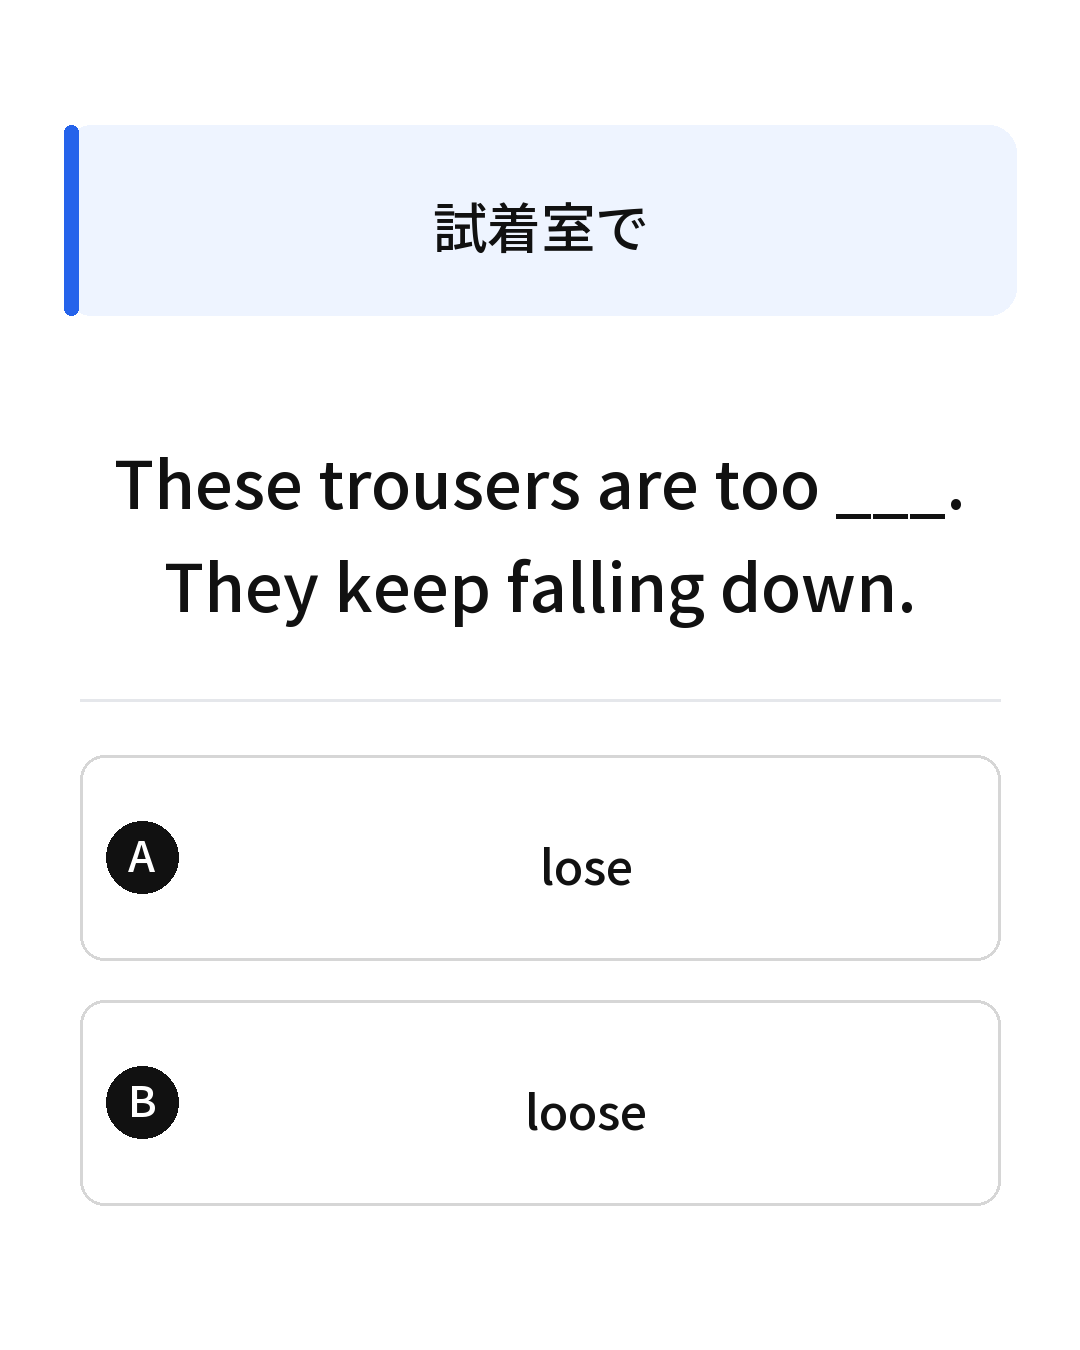 試着室で
These trousers are too ___.
They keep falling down.
A
lose
B
loose